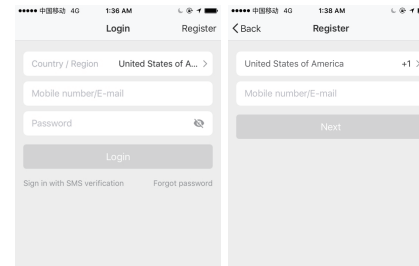 中国移动 4G 1:36 AM
Login Register
Country / Region United States of A...
Mobile number/E-mail
Password
Login
Sign in with SMS verification Forgot password
中国移动 4G 1:38 AM
Back Register
United States of America +1
Mobile number/E-mail
Next